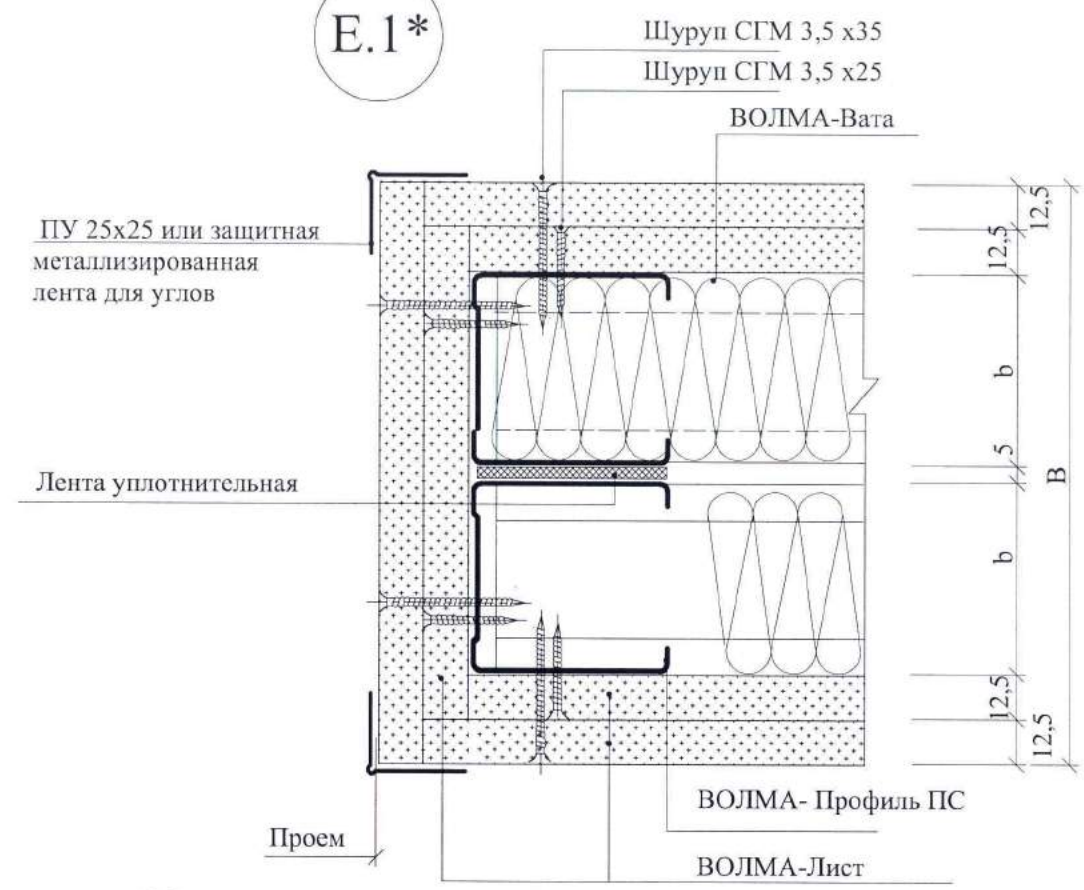 Е.1*
Шуруп СГМ 3,5 х35
Шуруп СГМ 3,5 х25
ВОЛМА-Вата
ПУ 25х25 или защитная
металлизированная
лента для углов
Лента уплотнительная
12,5
12,5
b
5
b
B
12,5
12,5
ВОЛМА- Профиль ПС
Проем
ВОЛМА-Лист